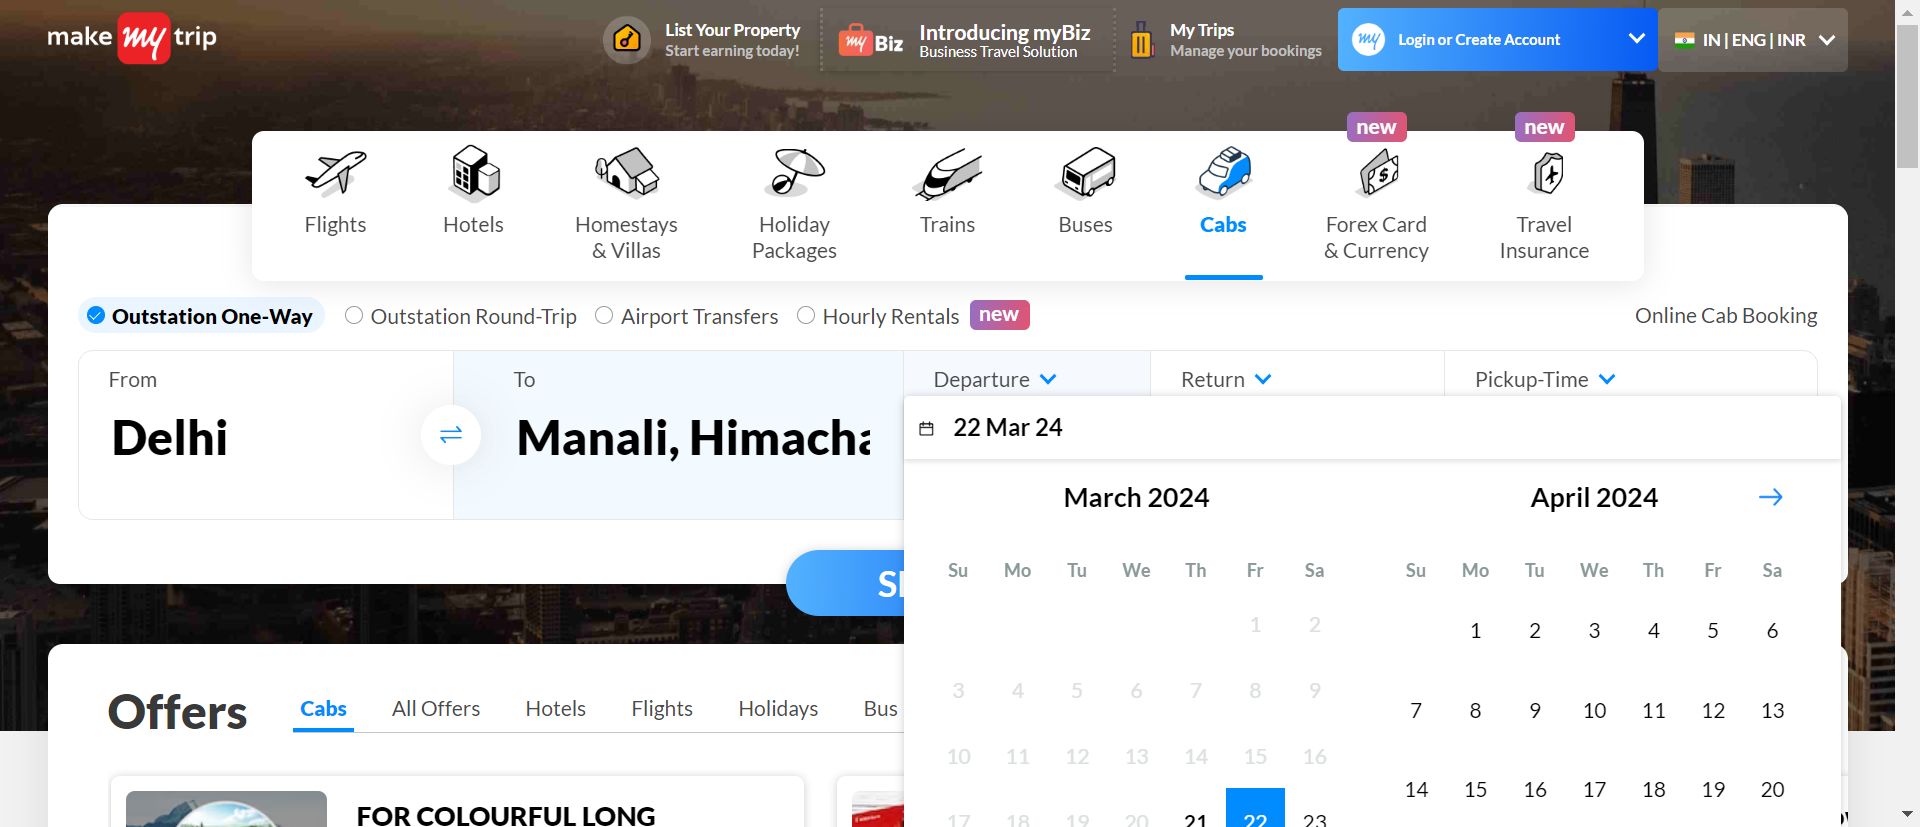 make my trip
List Your Property
Start earning today!
my Biz
Introducing myBiz
Business Travel Solution
My Trips
Manage your bookings
my Login or Create Account
IN | ENG | INR
new
new
Flights
Hotels
Homestays
& Villas
Holiday
Packages
Trains
Buses
Cabs
Forex Card
& Currency
Travel
Insurance
Outstation One-Way
Outstation Round-Trip
Airport Transfers
Hourly Rentals
new
Online Cab Booking
From
Delhi
To
Manali, Himacha
Departure
Return
Pickup-Time
22 Mar 24
March 2024
April 2024
Su Mo Tu We Th Fr Sa
1 2
3 4 5 6 7 8 9
10 11 12 13 14 15 16
17 18 19 20 21 22 23
Su Mo Tu We Th Fr Sa
1 2 3 4 5 6
7 8 9 10 11 12 13
14 15 16 17 18 19 20
Offers
Cabs
All Offers
Hotels
Flights
Holidays
Bus
FOR COLOURFUL LONG